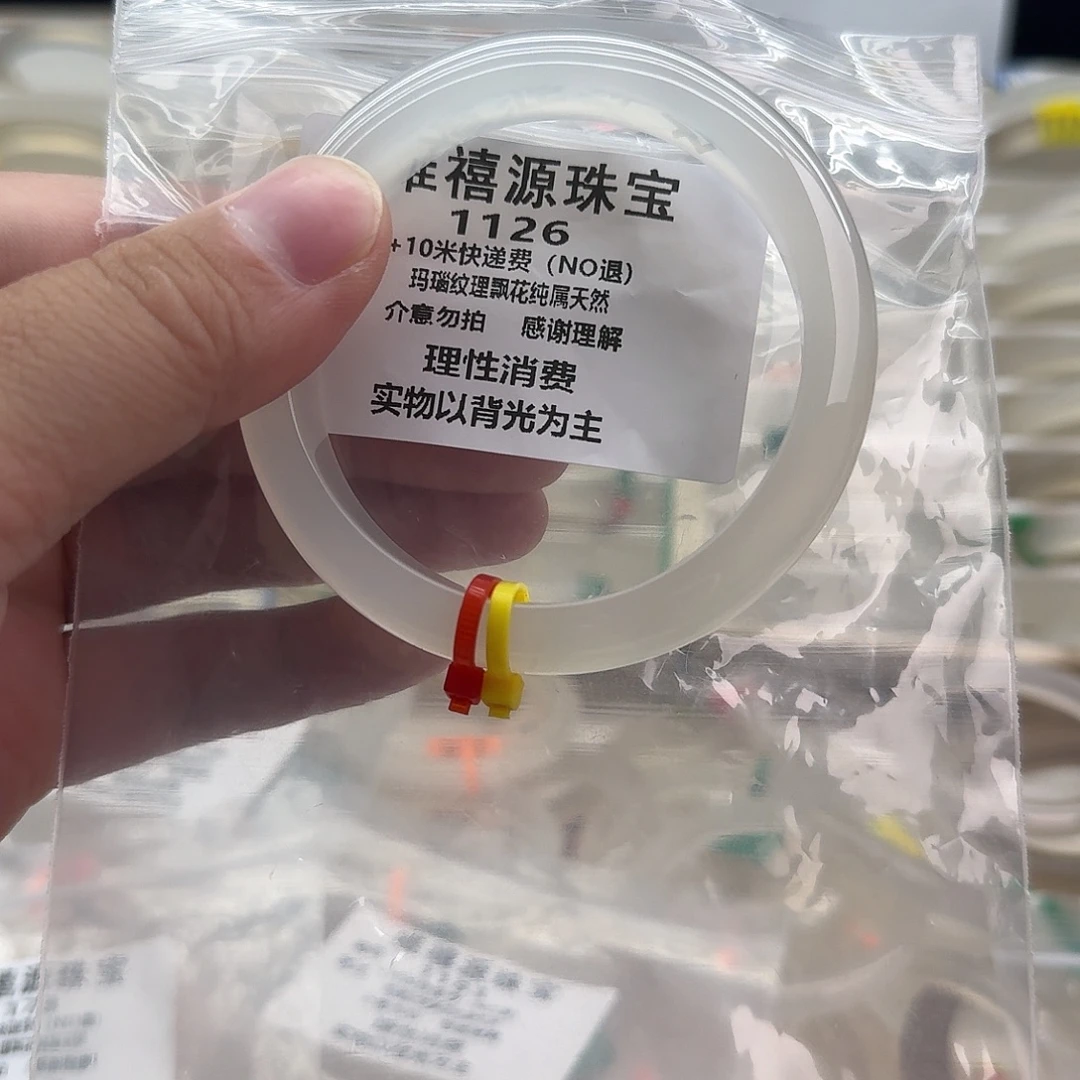 禧源珠宝
1126
+10米快递费（NO退）
玛瑙纹理飘花纯属天然
介意勿拍 感谢理解
理性消费
实物以背光为主